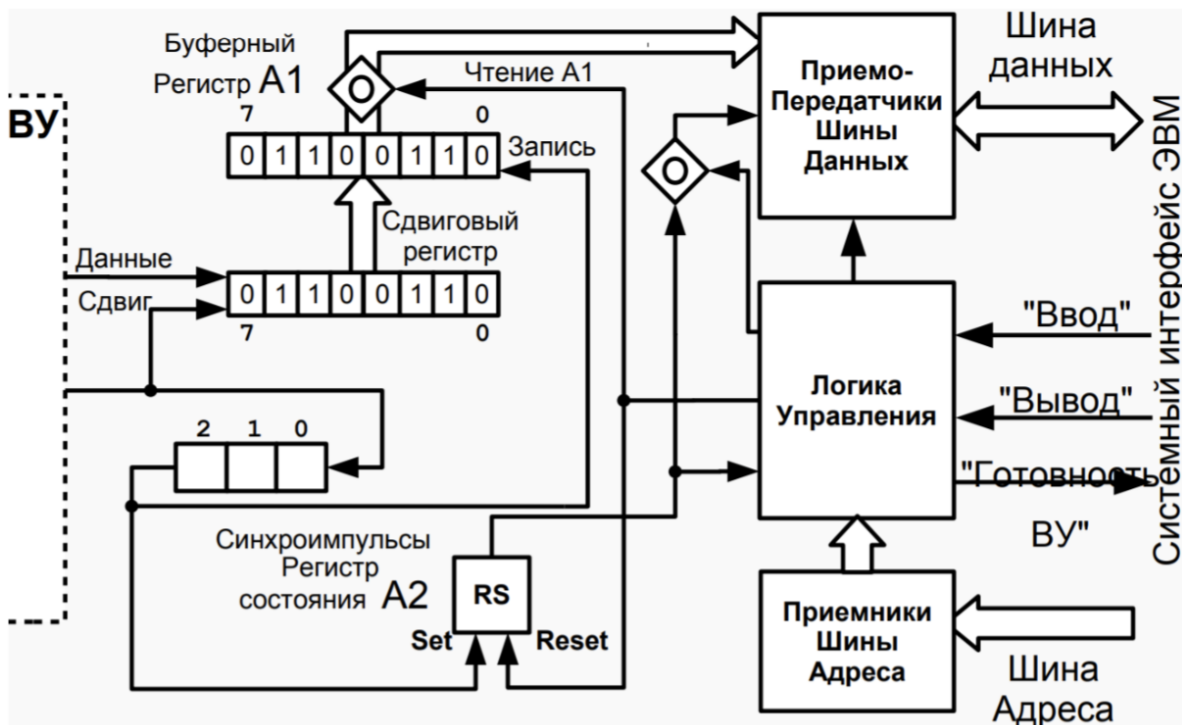 ВУ
Буферный
Регистр А1
7 0
0 1 1 0 0 1 1 0
Чтение А1
Запись
Сдвиговый
регистр
Данные
Сдвиг
0 1 1 0 0 1 1 0
7 0
2 1 0
Синхроимпульсы
Регистр
состояния А2
RS
Set
Reset
Приемо-
Передатчики
Шины
Данных
Логика
Управления
Приемники
Шины
Адреса
Шина
данных
"Ввод"
"Вывод"
"Готовность
ВУ"
Шина
Адреса
Системный интерфейс ЭВМ